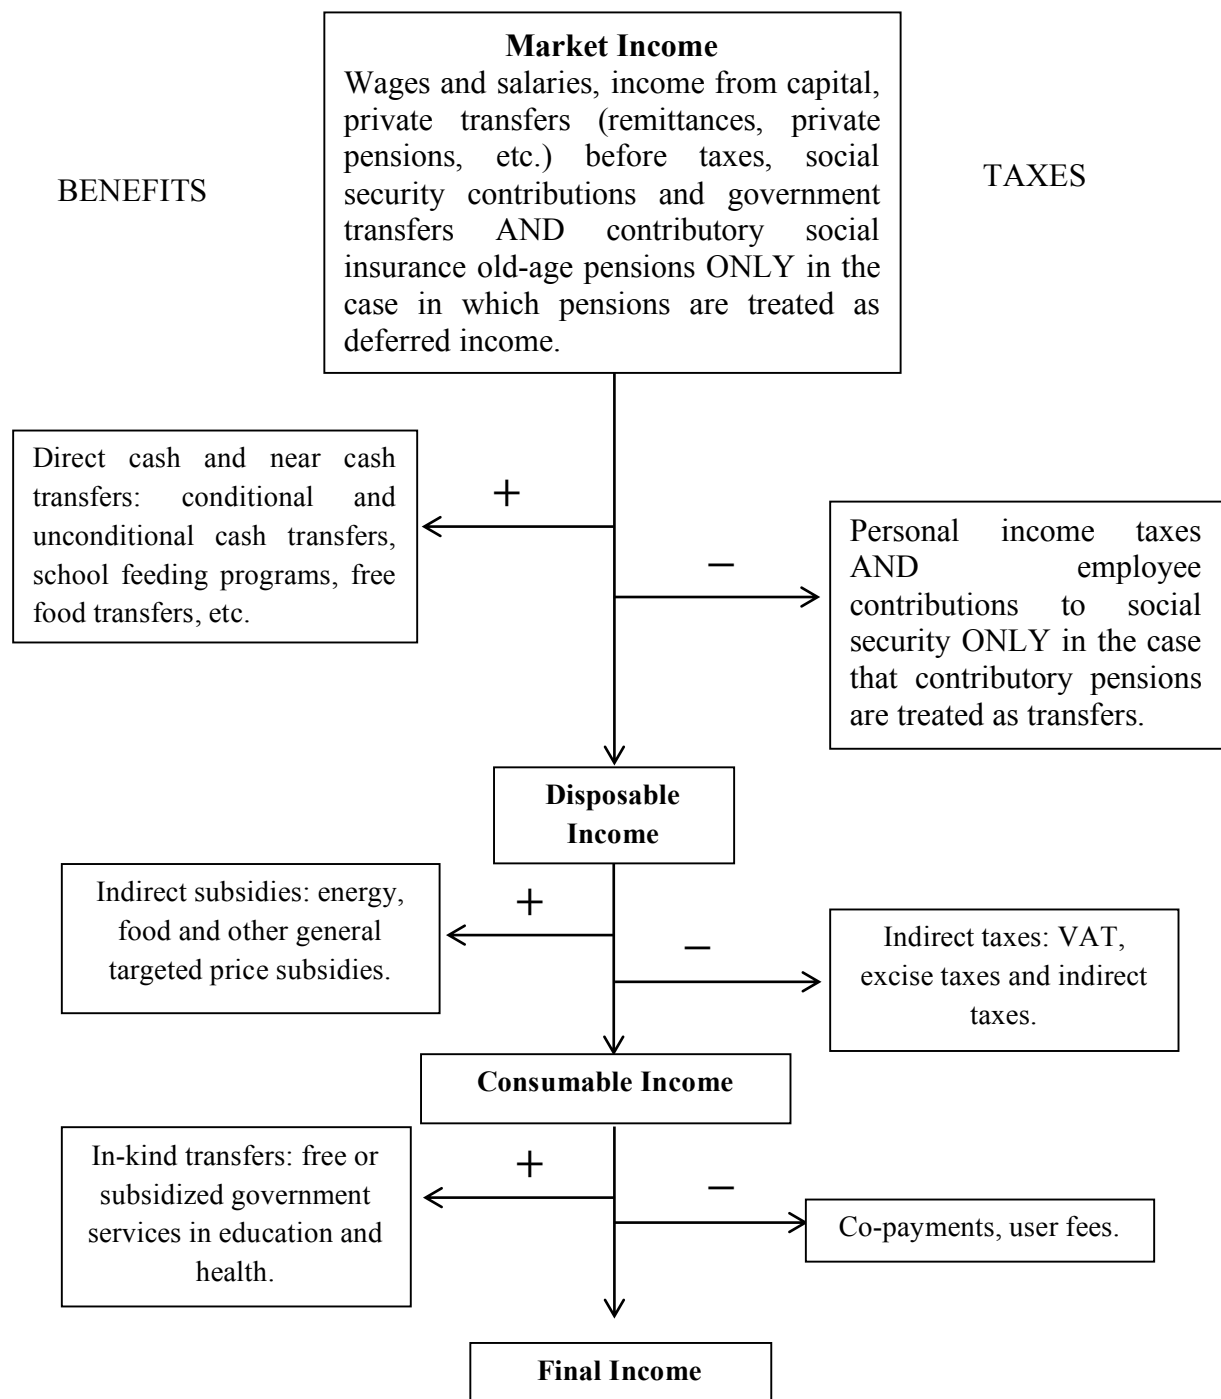 Market Income
Wages and salaries, income from capital,
private transfers (remittances, private
pensions, etc.) before taxes, social
security contributions and government
transfers AND contributory social
insurance old-age pensions ONLY in the
case in which pensions are treated as
deferred income.
BENEFITS
TAXES
Direct cash and near cash
transfers: conditional and
unconditional cash transfers,
school feeding programs, free
food transfers, etc.
+
−
Personal income taxes
AND employee
contributions to social
security ONLY in the case
that contributory pensions
are treated as transfers.
Disposable
Income
Indirect subsidies: energy,
food and other general
targeted price subsidies.
+
−
Indirect taxes: VAT,
excise taxes and indirect
taxes.
Consumable Income
In-kind transfers: free or
subsidized government
services in education and
health.
+
−
Co-payments, user fees.
Final Income